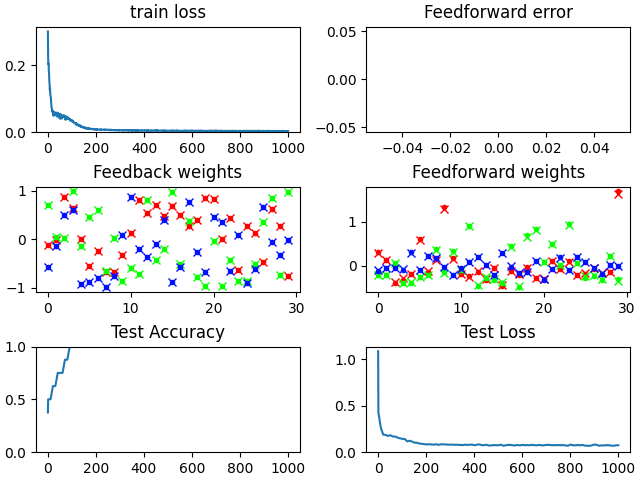 train loss
Feedforward error
0.2
0.0
0 200 400 600 800 1000
0.05
0.00
−0.05
−0.04 −0.02 0.00 0.02 0.04
Feedback weights
Feedforward weights
1
0
−1
0 10 20 30
1
0
0 10 20 30
Test Accuracy
Test Loss
1.0
0.5
0.0
0 200 400 600 800 1000
1.0
0.5
0.0
0 200 400 600 800 1000